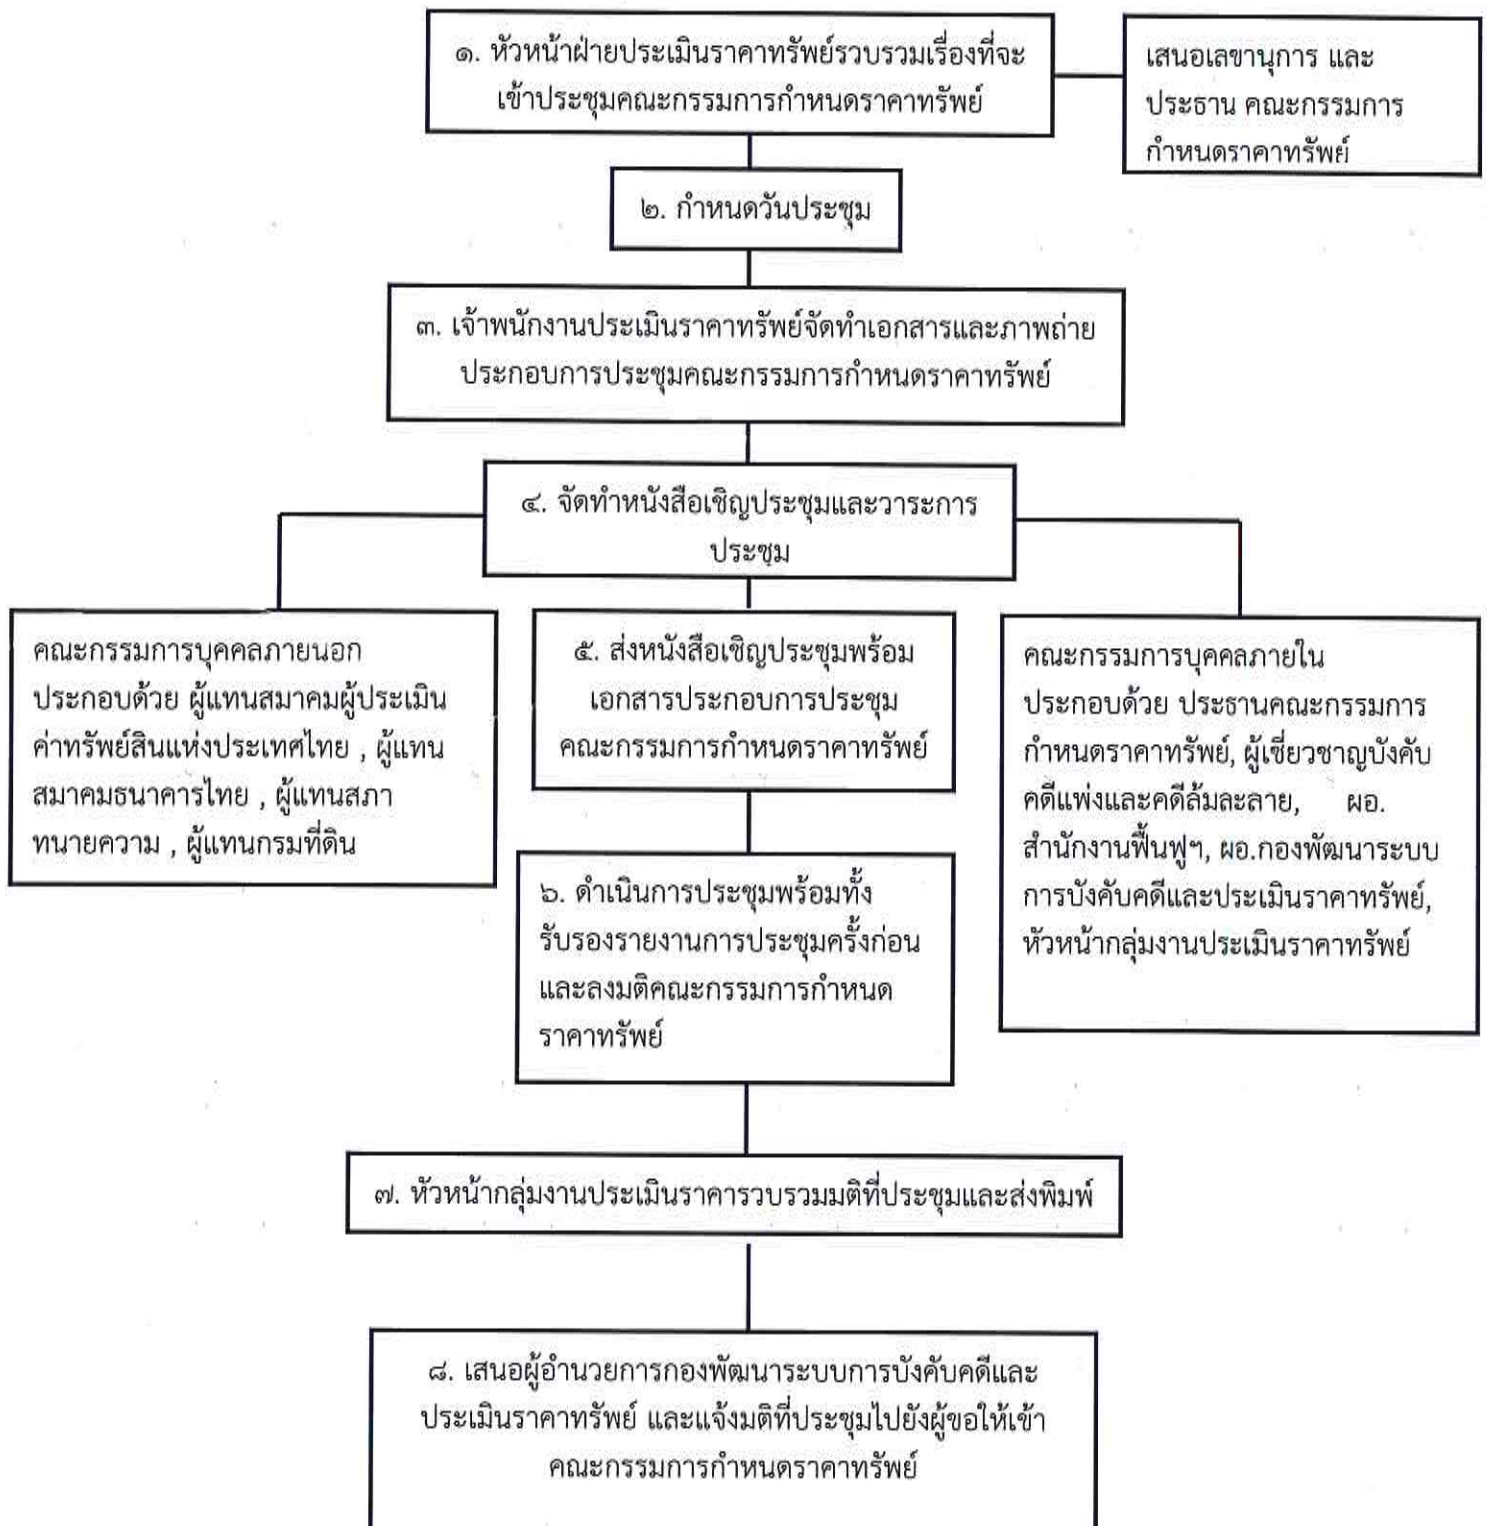 ๑. หัวหน้าฝ่ายประเมินราคาทรัพย์รวบรวมเรื่องที่จะ
เข้าประชุมคณะกรรมการกำหนดราคาทรัพย์
เสนอเลขานุการ และ
ประธาน คณะกรรมการ
กำหนดราคาทรัพย์
๒. กำหนดวันประชุม
๓. เจ้าพนักงานประเมินราคาทรัพย์จัดทำเอกสารและภาพถ่าย
ประกอบการประชุมคณะกรรมการกำหนดราคาทรัพย์
๔. จัดทำหนังสือเชิญประชุมและวาระการ
ประชุม
คณะกรรมการบุคคลภายนอก
ประกอบด้วย ผู้แทนสมาคมผู้ประเมิน
ค่าทรัพย์สินแห่งประเทศไทย , ผู้แทน
สมาคมธนาคารไทย , ผู้แทนสภา
ทนายความ , ผู้แทนกรมที่ดิน
๕. ส่งหนังสือเชิญประชุมพร้อม
เอกสารประกอบการประชุม
คณะกรรมการกำหนดราคาทรัพย์
คณะกรรมการบุคคลภายใน
ประกอบด้วย ประธานคณะกรรมการ
กำหนดราคาทรัพย์, ผู้เชี่ยวชาญบังคับ
คดีแพ่งและคดีล้มละลาย, ผอ.
สำนักงานฟื้นฟูฯ, ผอ.กองพัฒนาระบบ
การบังคับคดีและประเมินราคาทรัพย์,
หัวหน้ากลุ่มงานประเมินราคาทรัพย์
๖. ดำเนินการประชุมพร้อมทั้ง
รับรองรายงานการประชุมครั้งก่อน
และลงมติคณะกรรมการกำหนด
ราคาทรัพย์
๗. หัวหน้ากลุ่มงานประเมินราคารวบรวมมติที่ประชุมและส่งพิมพ์
๘. เสนอผู้อำนวยการกองพัฒนาระบบการบังคับคดีและ
ประเมินราคาทรัพย์ และแจ้งมติที่ประชุมไปยังผู้ขอให้เข้า
คณะกรรมการกำหนดราคาทรัพย์